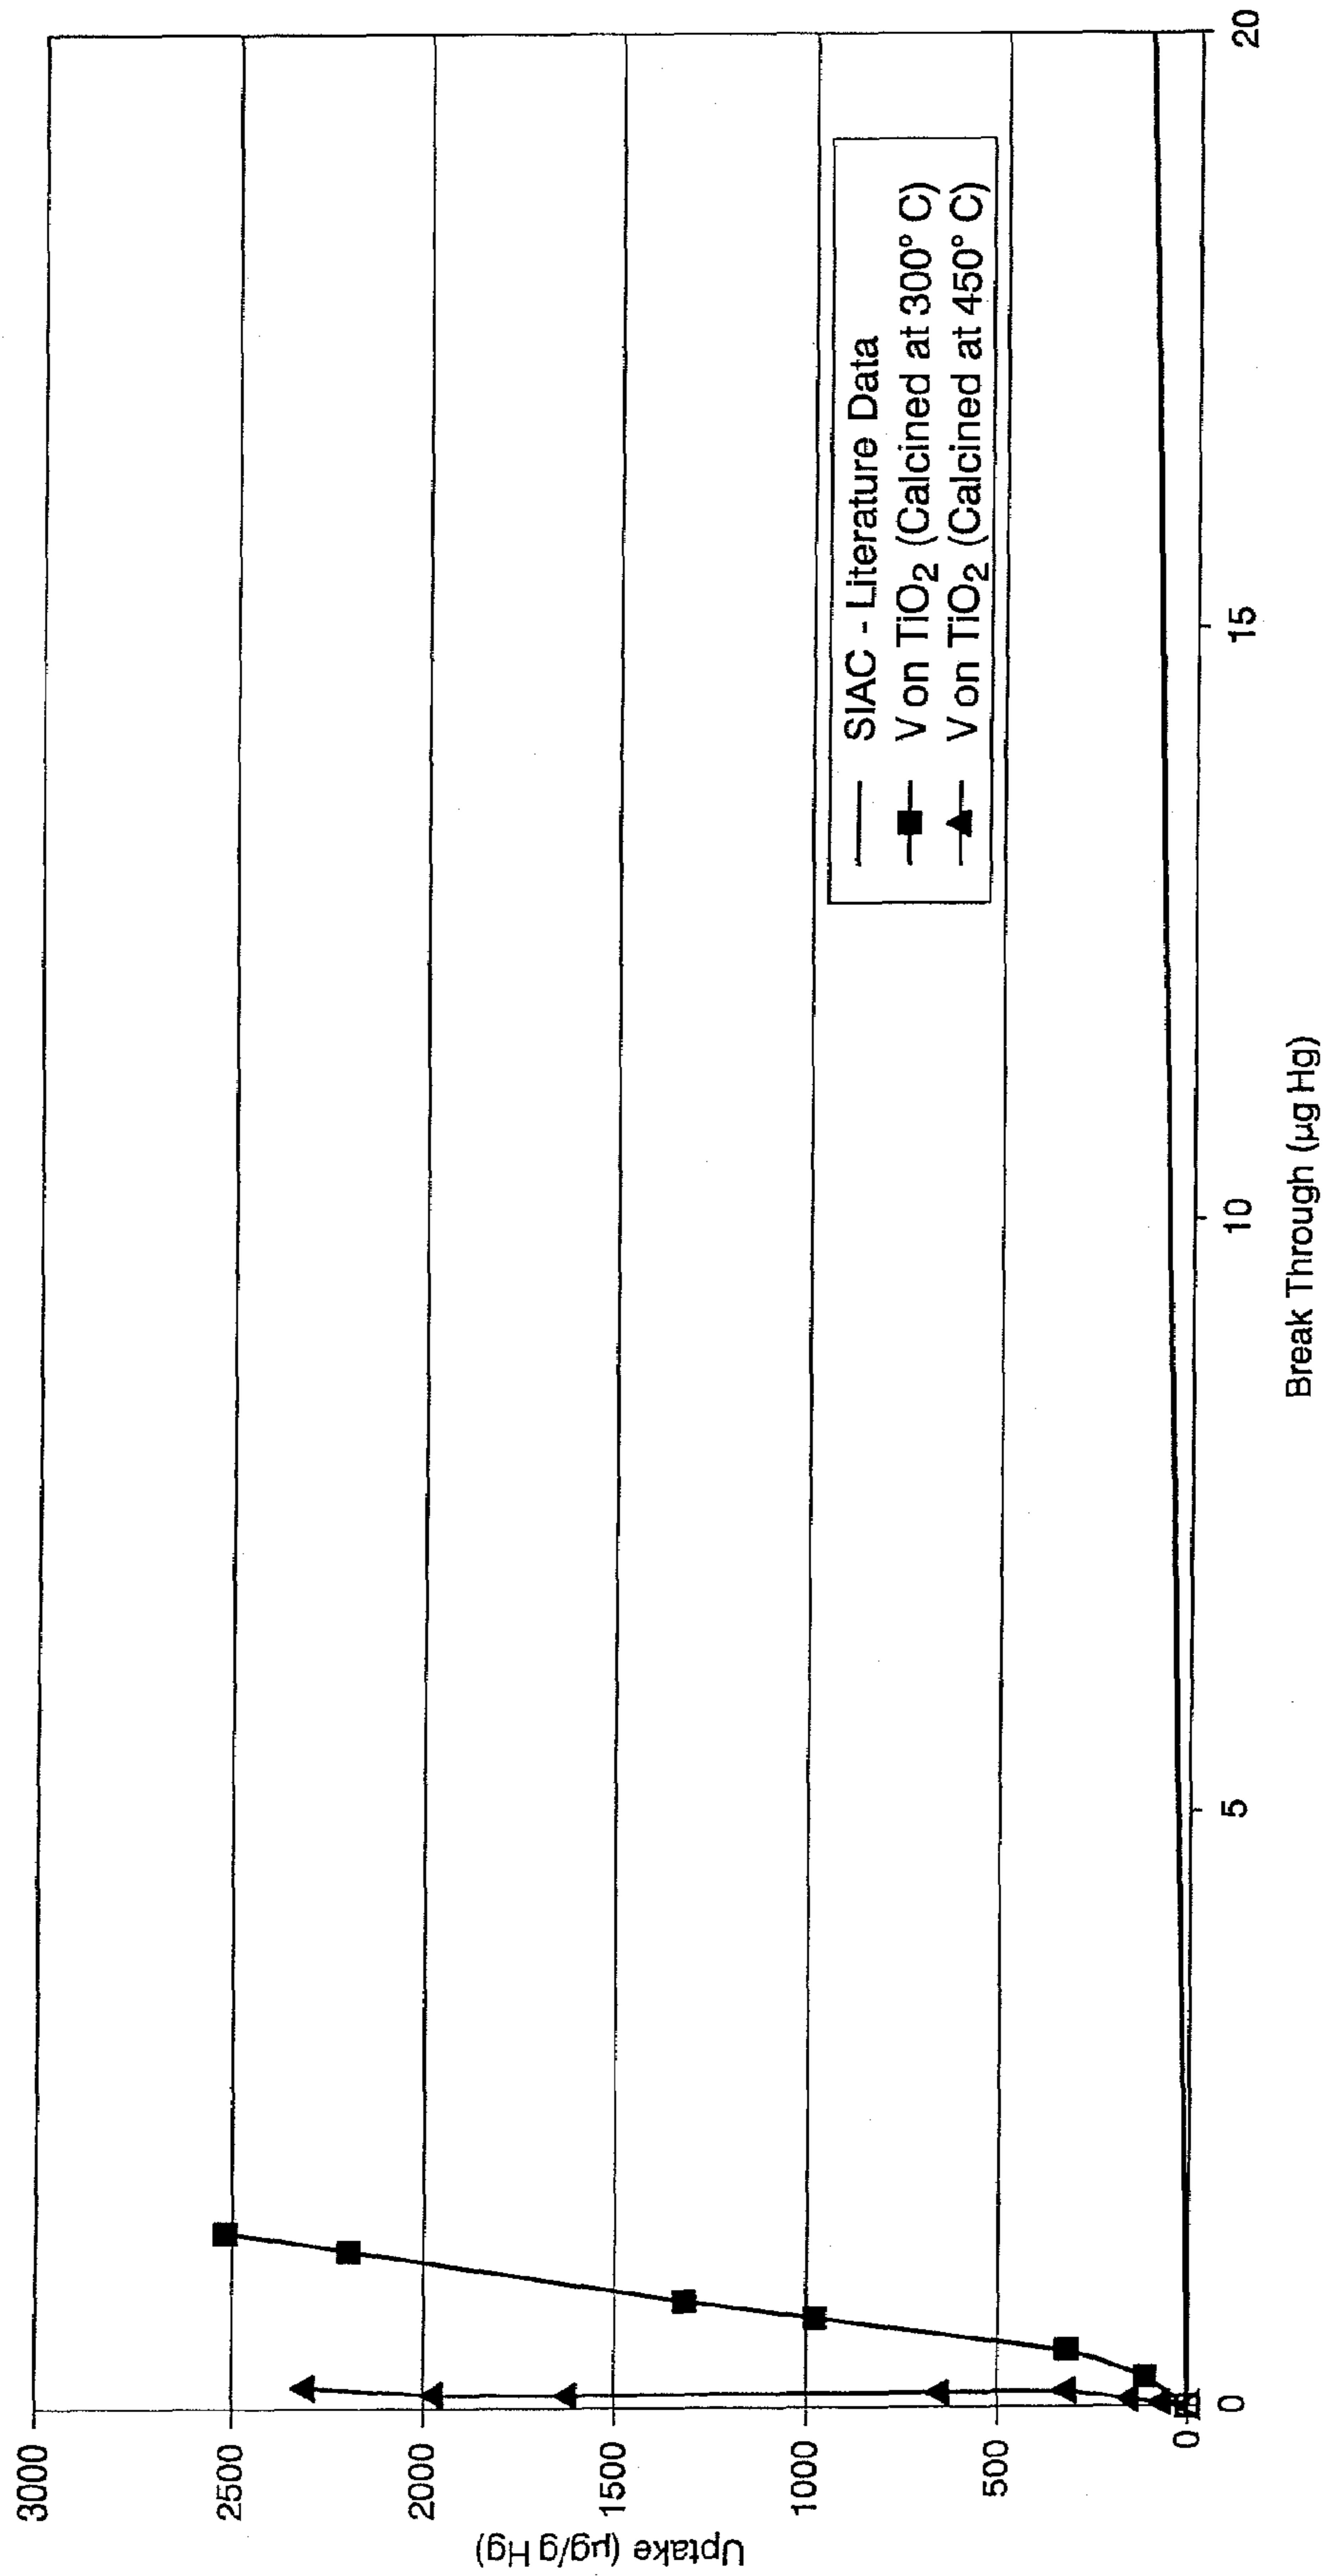 3000
2500
2000
1500
1000
500
0
Uptake (µg/g Hg)
0
5
10
15
20
Break Through (µg Hg)
SIAC - Literature Data
V on TiO2 (Calcined at 300° C)
V on TiO2 (Calcined at 450° C)